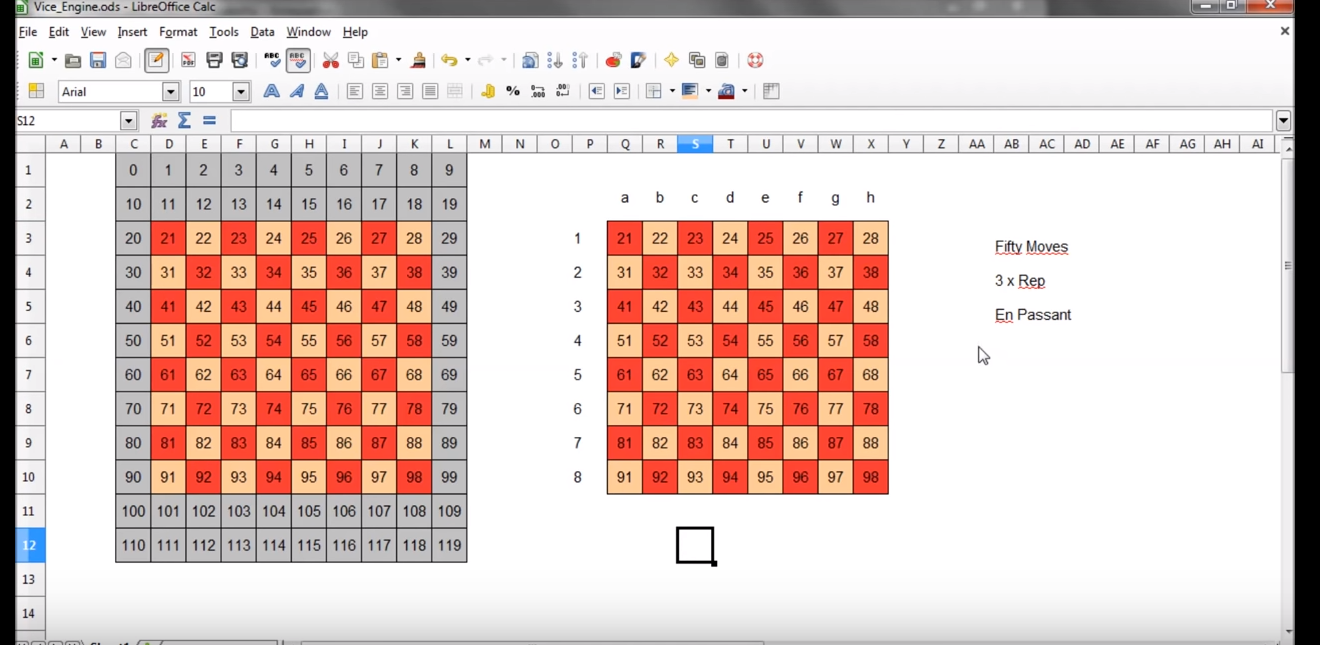 Vice_Engine.ods - LibreOffice Calc
File Edit View Insert Format Tools Data Window Help
Arial 10
S12
A B C D E F G H I J K L M N O P Q R S T U V W X Y Z AA AB AC AD AE AF AG AH AI
1 0 1 2 3 4 5 6 7 8 9
2 10 11 12 13 14 15 16 17 18 19 a b c d e f g h
3 20 21 22 23 24 25 26 27 28 29 1 21 22 23 24 25 26 27 28 Fifty Moves
4 30 31 32 33 34 35 36 37 38 39 2 31 32 33 34 35 36 37 38 3 x Rep
5 40 41 42 43 44 45 46 47 48 49 3 41 42 43 44 45 46 47 48 En Passant
6 50 51 52 53 54 55 56 57 58 59 4 51 52 53 54 55 56 57 58
7 60 61 62 63 64 65 66 67 68 69 5 61 62 63 64 65 66 67 68
8 70 71 72 73 74 75 76 77 78 79 6 71 72 73 74 75 76 77 78
9 80 81 82 83 84 85 86 87 88 89 7 81 82 83 84 85 86 87 88
10 90 91 92 93 94 95 96 97 98 99 8 91 92 93 94 95 96 97 98
11 100 101 102 103 104 105 106 107 108 109
12 110 111 112 113 114 115 116 117 118 119
13
14